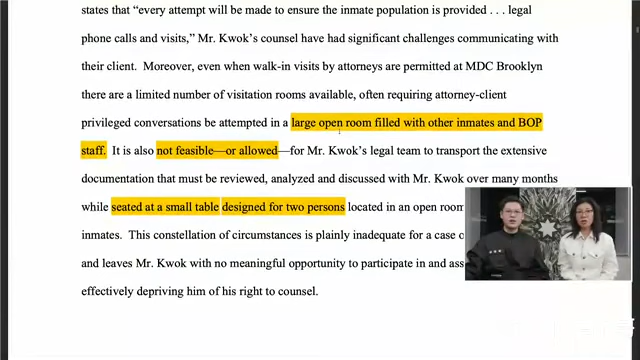 states that “every attempt will be made to ensure the inmate population is provided . . . legal
phone calls and visits,” Mr. Kwok’s counsel have had significant challenges communicating with
their client.  Moreover, even when walk-in visits by attorneys are permitted at MDC Brooklyn
there are a limited number of visitation rooms available, often requiring attorney-client
privileged conversations be attempted in a large open room filled with other inmates and BOP
staff.  It is also not feasible—or allowed—for Mr. Kwok’s legal team to transport the extensive
documentation that must be reviewed, analyzed and discussed with Mr. Kwok over many months
while seated at a small table designed for two persons located in an open room
inmates.  This constellation of circumstances is plainly inadequate for a case
and leaves Mr. Kwok with no meaningful opportunity to participate in and
effectively depriving him of his right to counsel.